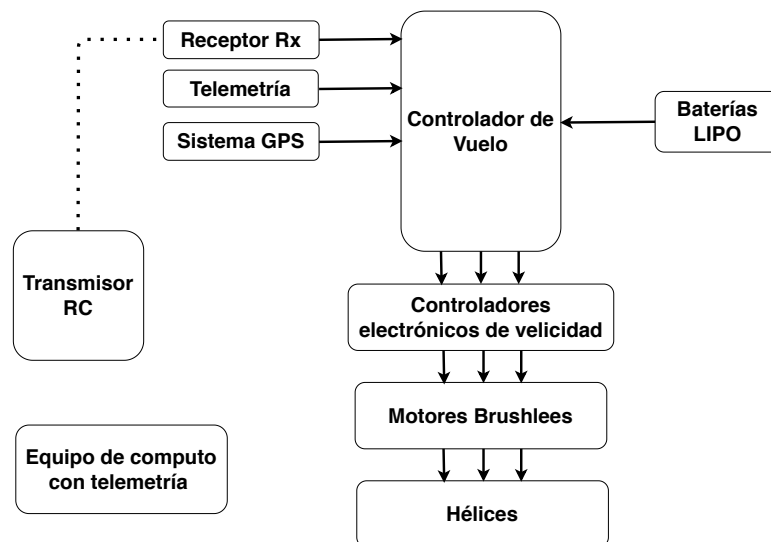 Receptor Rx
Telemetría
Sistema GPS
Controlador de
Vuelo
Baterías
LIPO
Transmisor
RC
Controladores
electrónicos de velicidad
Motores Brushlees
Equipo de computo
con telemetría
Hélices